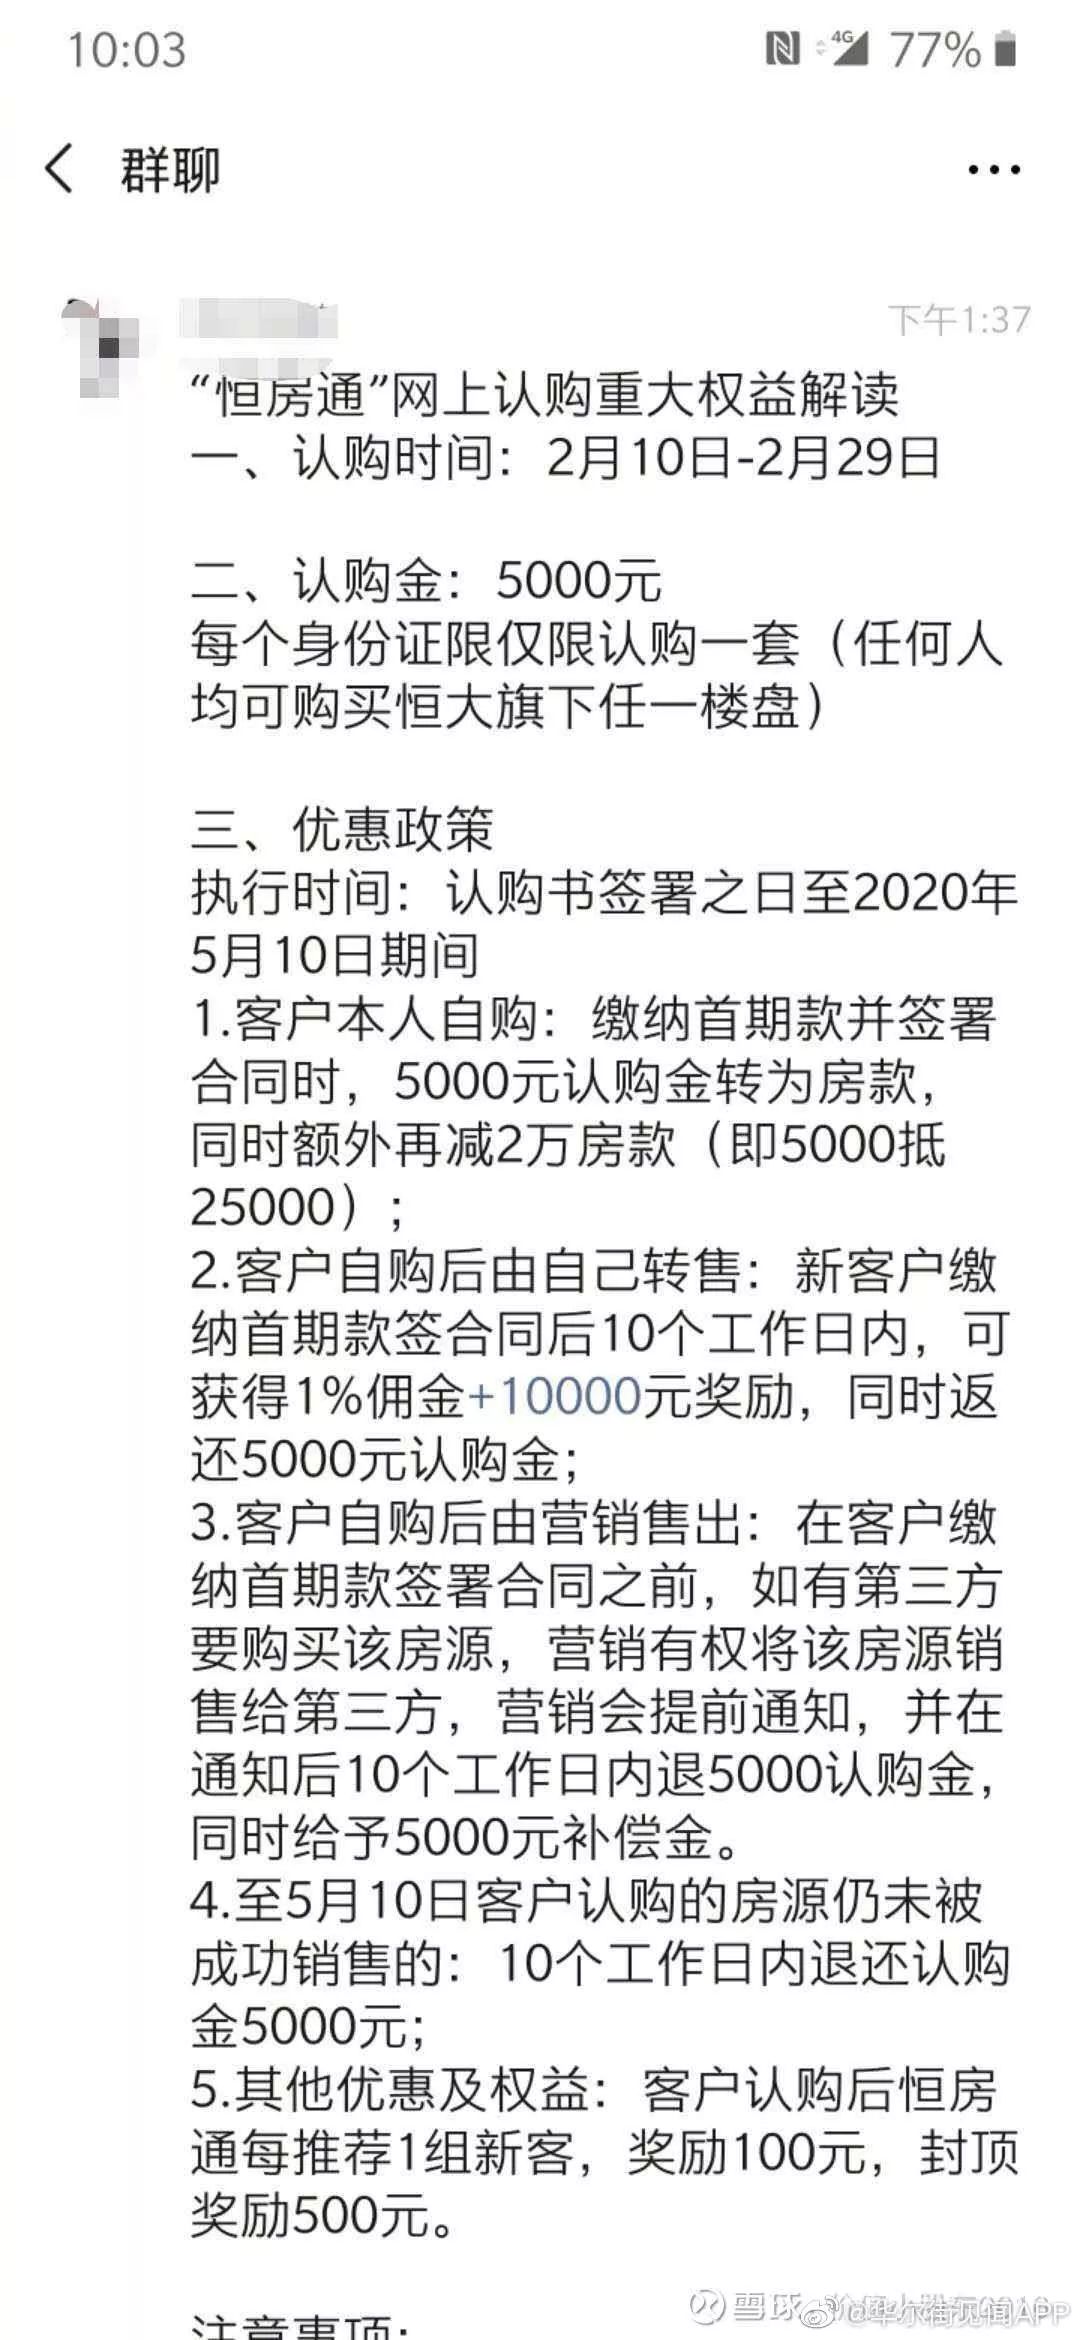 10:03
4G
77%
群聊
下午1:37
“恒房通”网上认购重大权益解读
一、认购时间：2月10日-2月29日
二、认购金：5000元
每个身份证限仅限认购一套（任何人
均可购买恒大旗下任一楼盘）
三、优惠政策
执行时间：认购书签署之日至2020年
5月10日期间
1.客户本人自购：缴纳首期款并签署
合同时，5000元认购金转为房款，
同时额外再减2万房款（即5000抵
25000）；
2.客户自购后由自己转售：新客户缴
纳首期款签合同后10个工作日内，可
获得1%佣金+10000元奖励，同时返
还5000元认购金；
3.客户自购后由营销售出：在客户缴
纳首期款签署合同之前，如有第三方
要购买该房源，营销有权将该房源销
售给第三方，营销会提前通知，并在
通知后10个工作日内退5000认购金，
同时给予5000元补偿金。
4.至5月10日客户认购的房源仍未被
成功销售的：10个工作日内退还认购
金5000元；
5.其他优惠及权益：客户认购后恒房
通每推荐1组新客，奖励100元，封顶
奖励500元。
注意事项：
雪球
@华尔街见闻APP